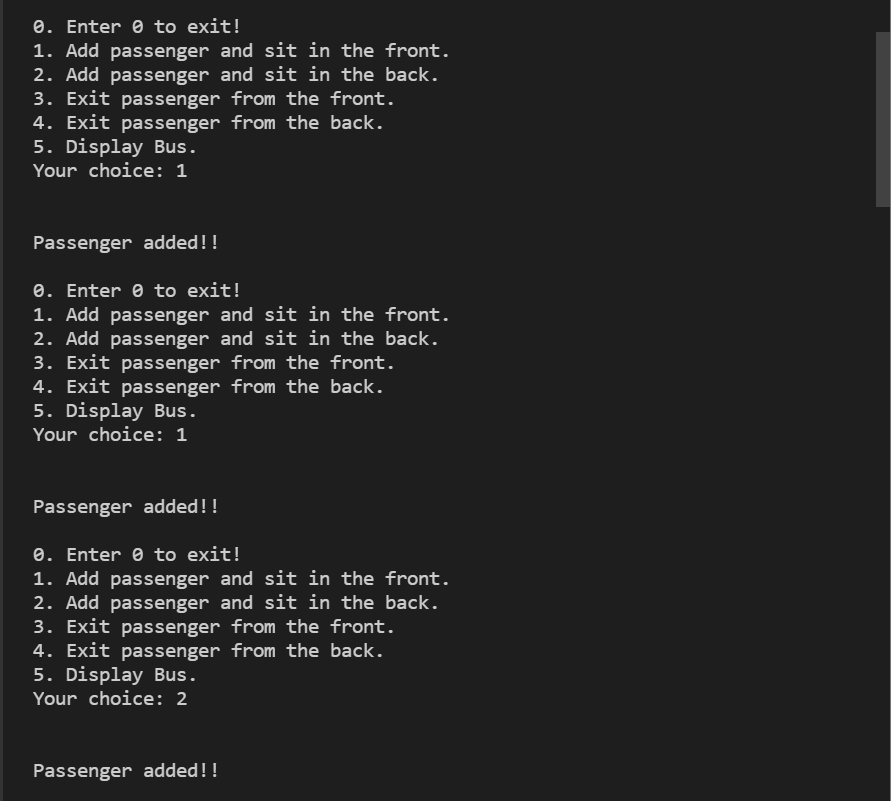 0. Enter 0 to exit!
1. Add passenger and sit in the front.
2. Add passenger and sit in the back.
3. Exit passenger from the front.
4. Exit passenger from the back.
5. Display Bus.
Your choice: 1
Passenger added!!
0. Enter 0 to exit!
1. Add passenger and sit in the front.
2. Add passenger and sit in the back.
3. Exit passenger from the front.
4. Exit passenger from the back.
5. Display Bus.
Your choice: 1
Passenger added!!
0. Enter 0 to exit!
1. Add passenger and sit in the front.
2. Add passenger and sit in the back.
3. Exit passenger from the front.
4. Exit passenger from the back.
5. Display Bus.
Your choice: 2
Passenger added!!